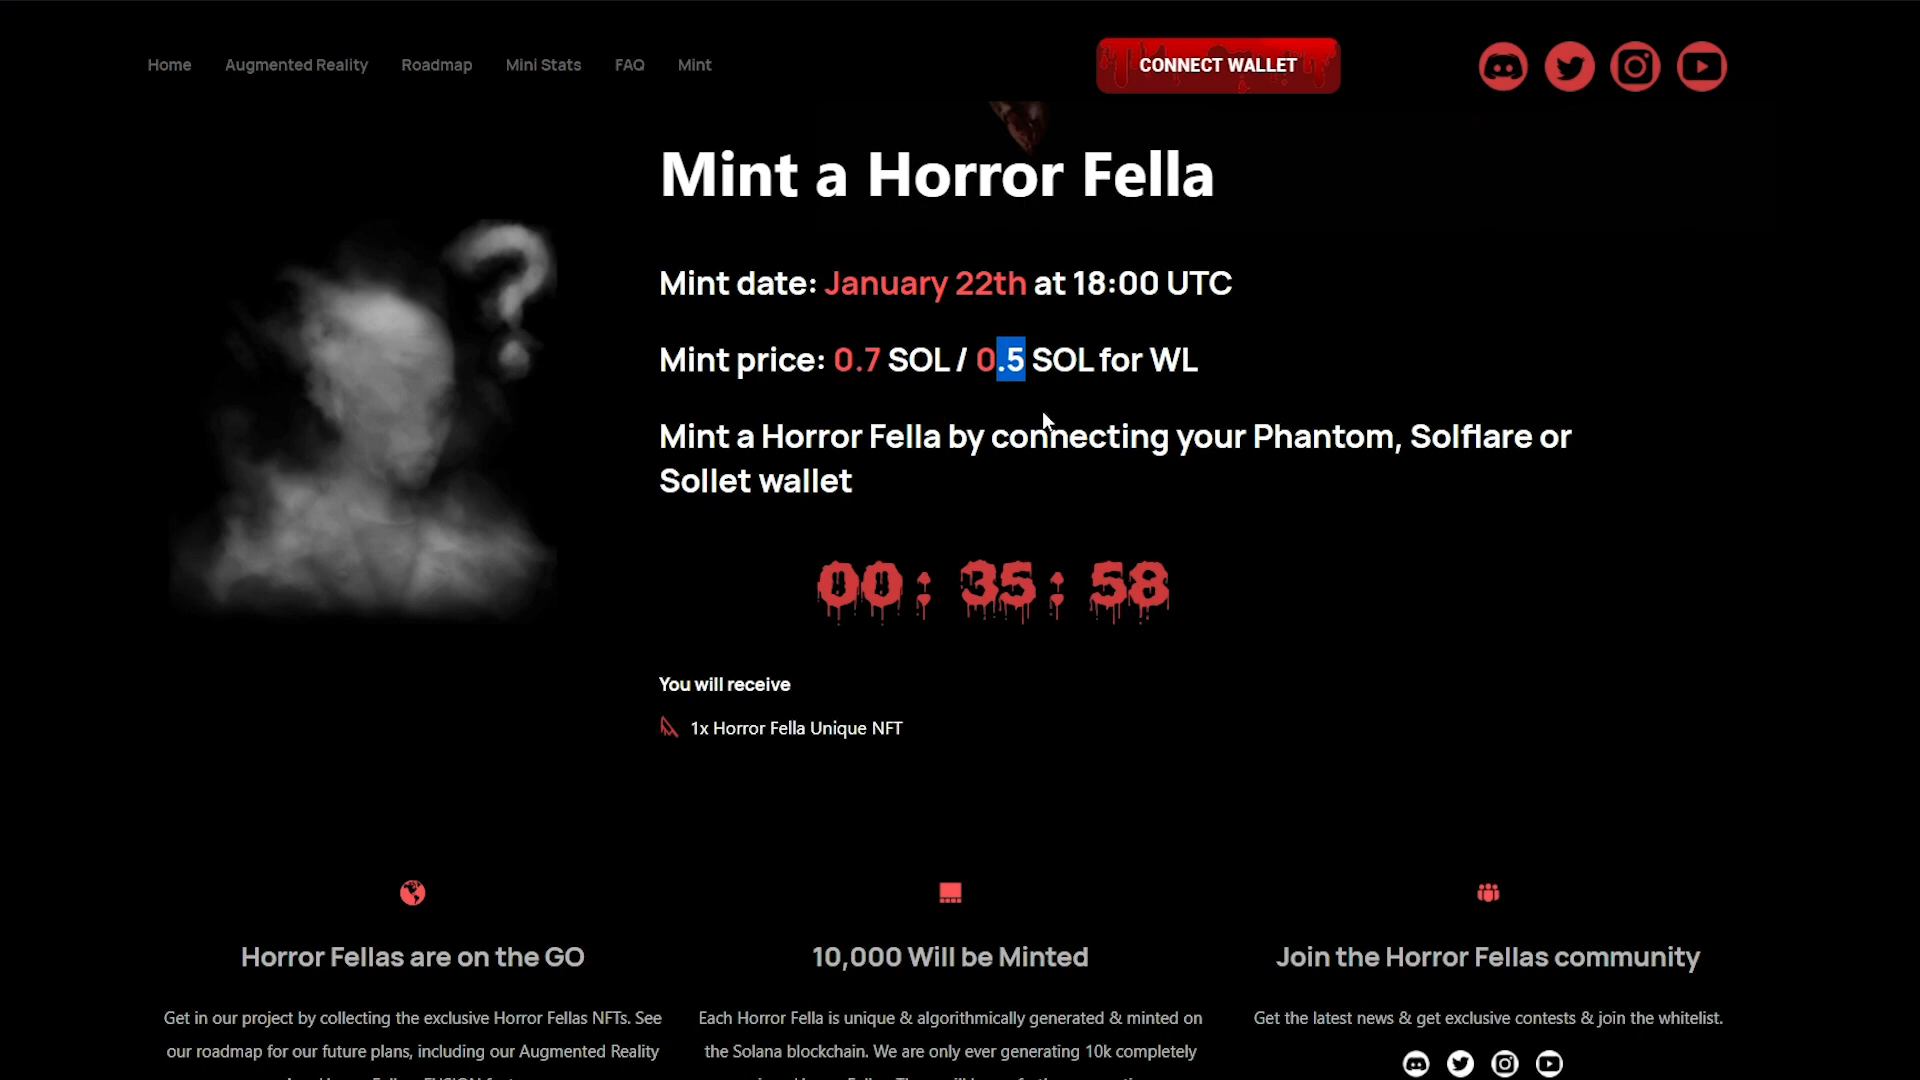 Home Augmented Reality Roadmap Mini Stats FAQ Mint CONNECT WALLET
Mint a Horror Fella
Mint date: January 22th at 18:00 UTC
Mint price: 0.7 SOL / 0.5 SOL for WL
Mint a Horror Fella by connecting your Phantom, Solflare or
Sollet wallet
00: 35: 58
You will receive
1x Horror Fella Unique NFT
Horror Fellas are on the GO
Get in our project by collecting the exclusive Horror Fellas NFTs. See
our roadmap for our future plans, including our Augmented Reality
10,000 Will be Minted
Each Horror Fella is unique & algorithmically generated & minted on
the Solana blockchain. We are only ever generating 10k completely
Join the Horror Fellas community
Get the latest news & get exclusive contests & join the whitelist.